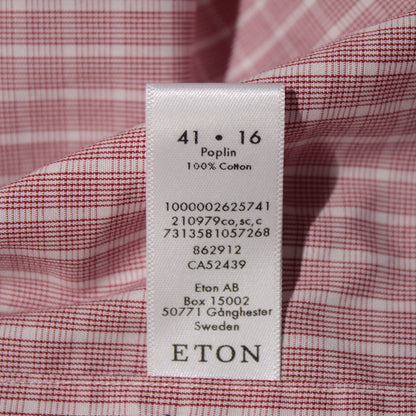 41 • 16
Poplin
100% Cotton
1000002625741
210979co,sc,c
7313581057268
862912
CA52439
Eton AB
Box 15002
50771 Gånghester
Sweden
ETON